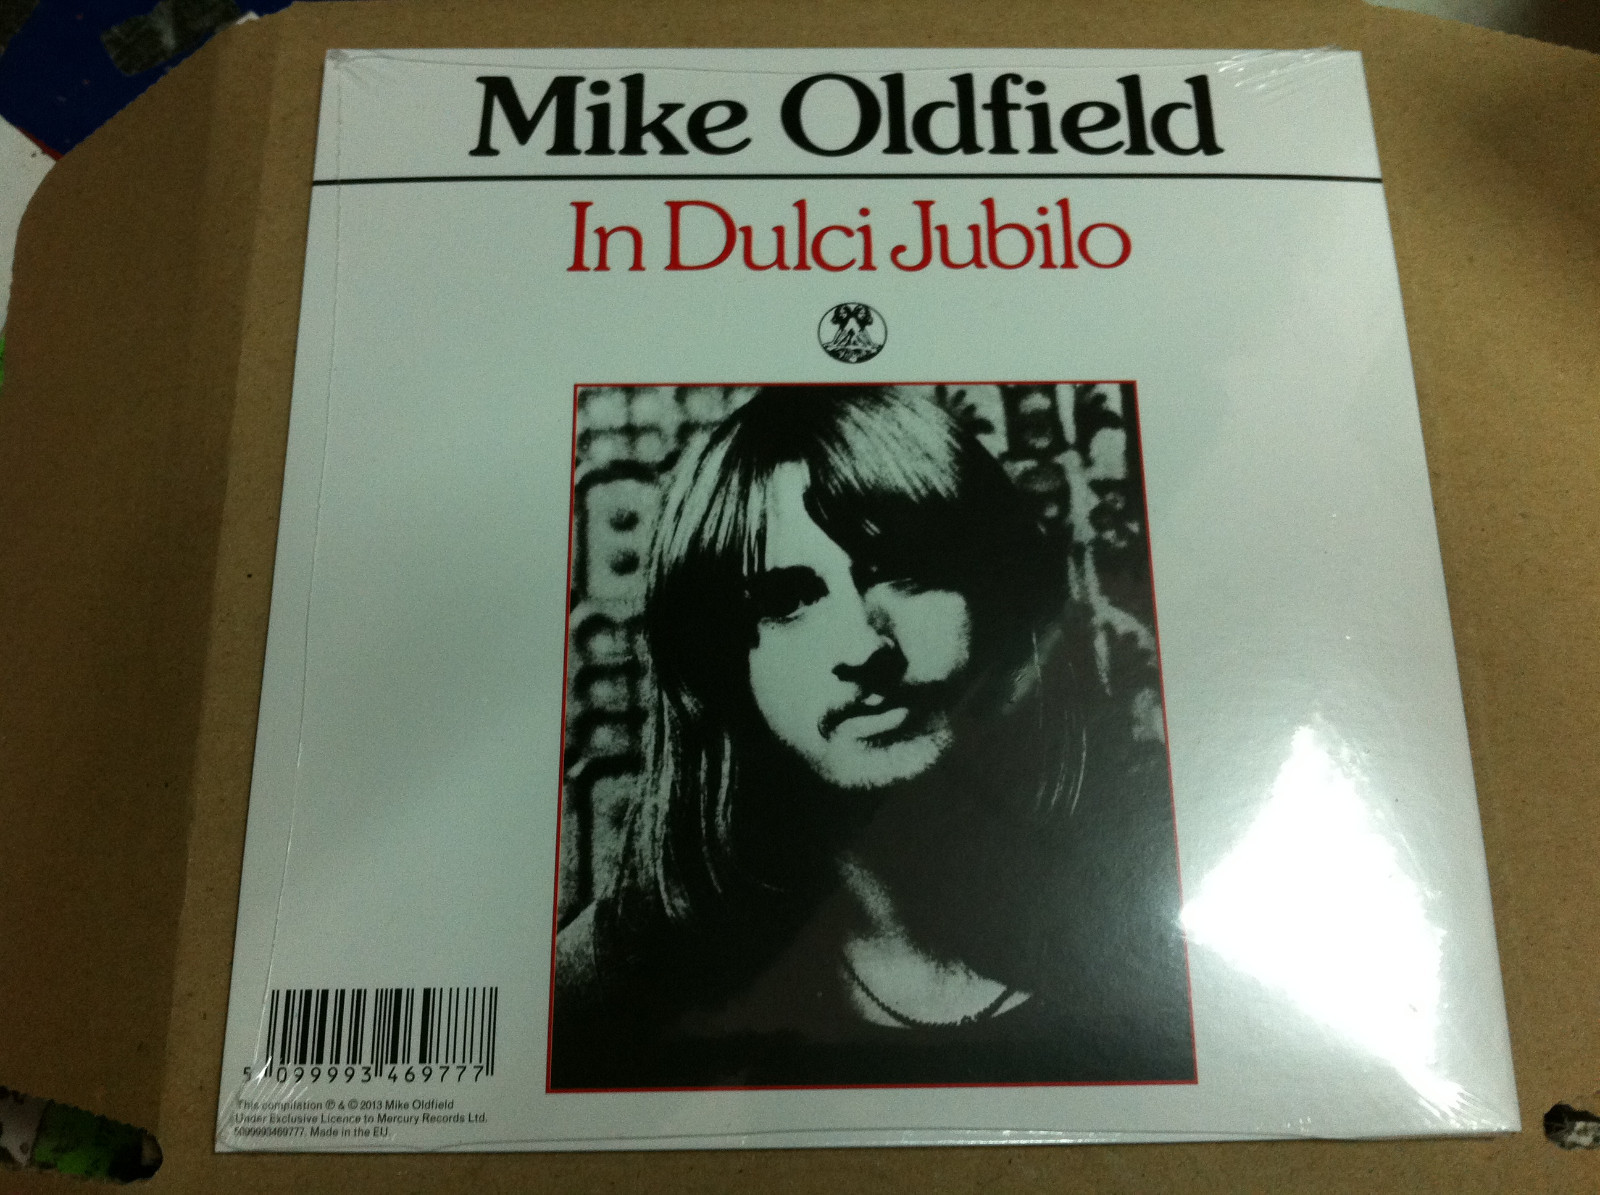 Mike Oldfield
In Dulci Jubilo
5 099993 469777
This compilation ℗ & © 2013 Mike Oldfield
Under Exclusive Licence to Mercury Records Ltd.
5099993469777. Made in the EU.